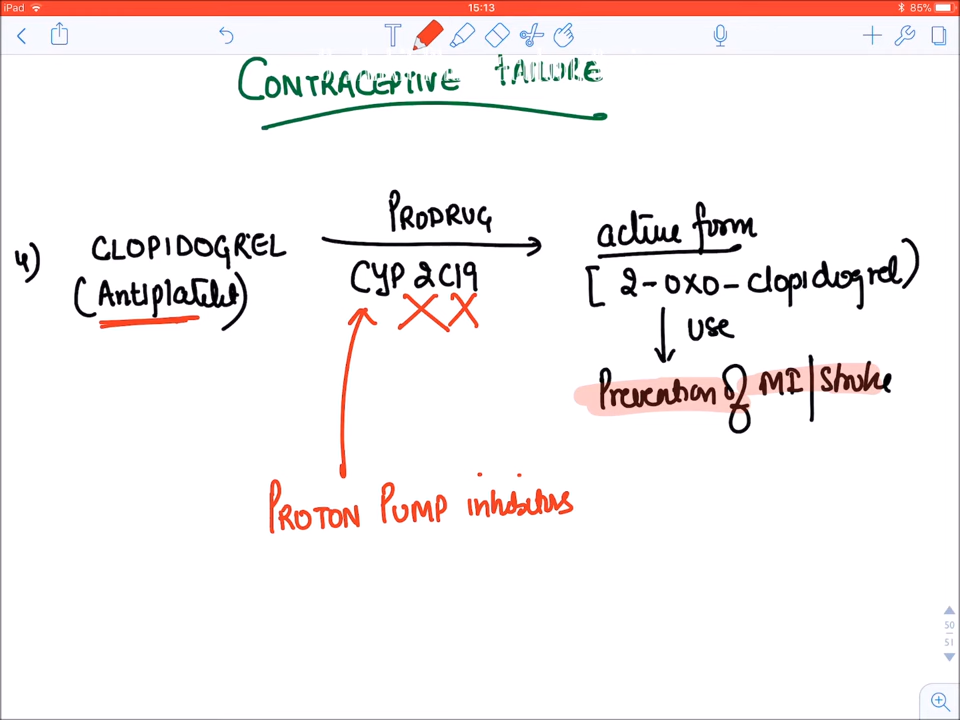 iPad 15:13 85%
T
CONTRACEPTIVE FAILURE
4) CLOPIDOGREL
(Antiplatelet)
PRODRUG
CYP 2C19
active form
[ 2-OXO-clopidogrel)
use
Prevention of MI | Stroke
PROTON PUMP inhibitors
50
51